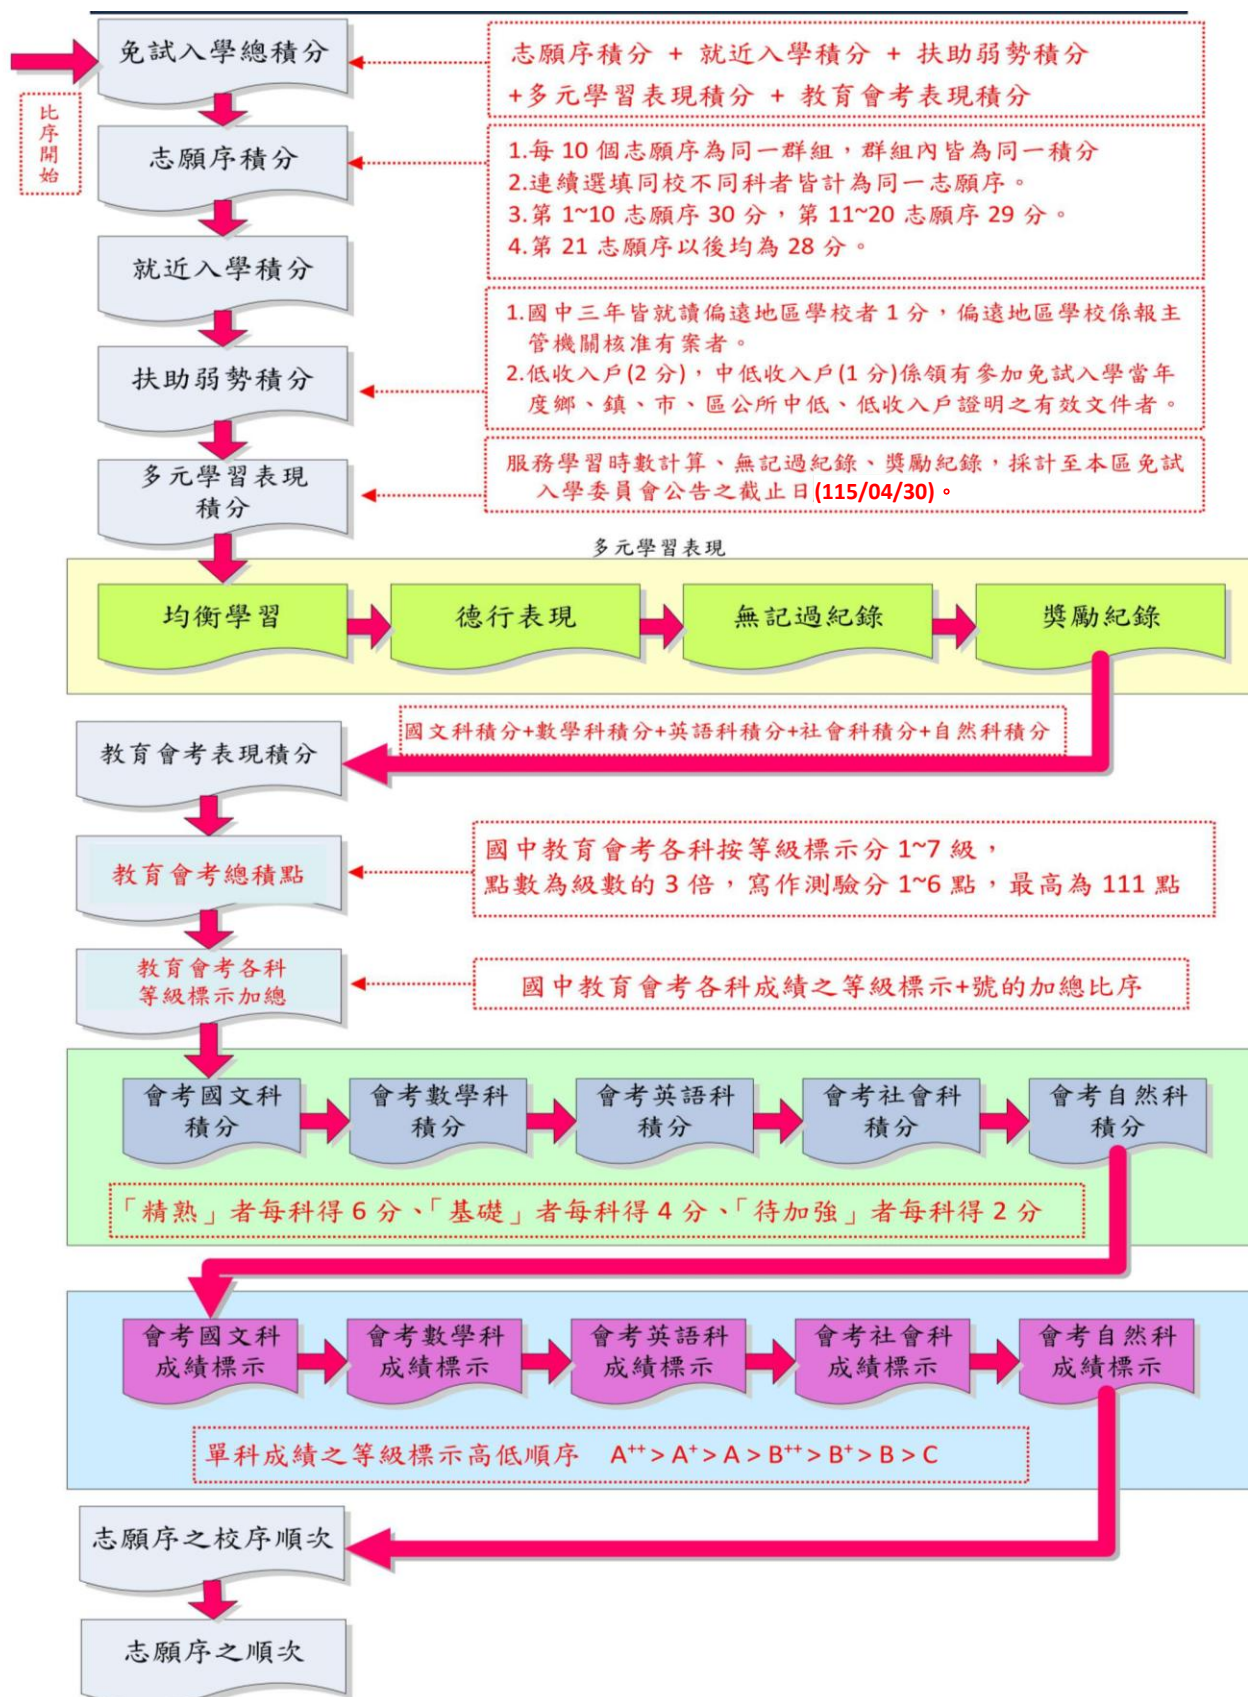 免試入學總積分
志願序積分 + 就近入學積分 + 扶助弱勢積分
+多元學習表現積分 + 教育會考表現積分
比序開始
志願序積分
1.每 10 個志願序為同一群組，群組內皆為同一積分
2.連續選填同校不同科者皆計為同一志願序。
3.第 1~10 志願序 30 分，第 11~20 志願序 29 分。
4.第 21 志願序以後均為 28 分。
就近入學積分
扶助弱勢積分
1.國中三年皆就讀偏遠地區學校者 1 分，偏遠地區學校係報主
管機關核准有案者。
2.低收入戶(2 分)，中低收入戶(1 分)係領有參加免試入學當年
度鄉、鎮、市、區公所中低、低收入戶證明之有效文件者。
多元學習表現
積分
服務學習時數計算、無記過紀錄、獎勵紀錄，採計至本區免試
入學委員會公告之截止日(115/04/30)。
多元學習表現
均衡學習
德行表現
無記過紀錄
獎勵紀錄
國文科積分+數學科積分+英語科積分+社會科積分+自然科積分
教育會考表現積分
教育會考總積點
國中教育會考各科按等級標示分 1~7 級，
點數為級數的 3 倍，寫作測驗分 1~6 點，最高為 111 點
教育會考各科
等級標示加總
國中教育會考各科成績之等級標示+號的加總比序
會考國文科
積分
會考數學科
積分
會考英語科
積分
會考社會科
積分
會考自然科
積分
「精熟」者每科得 6 分、「基礎」者每科得 4 分、「待加強」者每科得 2 分
會考國文科
成績標示
會考數學科
成績標示
會考英語科
成績標示
會考社會科
成績標示
會考自然科
成績標示
單科成績之等級標示高低順序 A⁺⁺ > A⁺ > A > B⁺⁺ > B⁺ > B > C
志願序之校序順次
志願序之順次